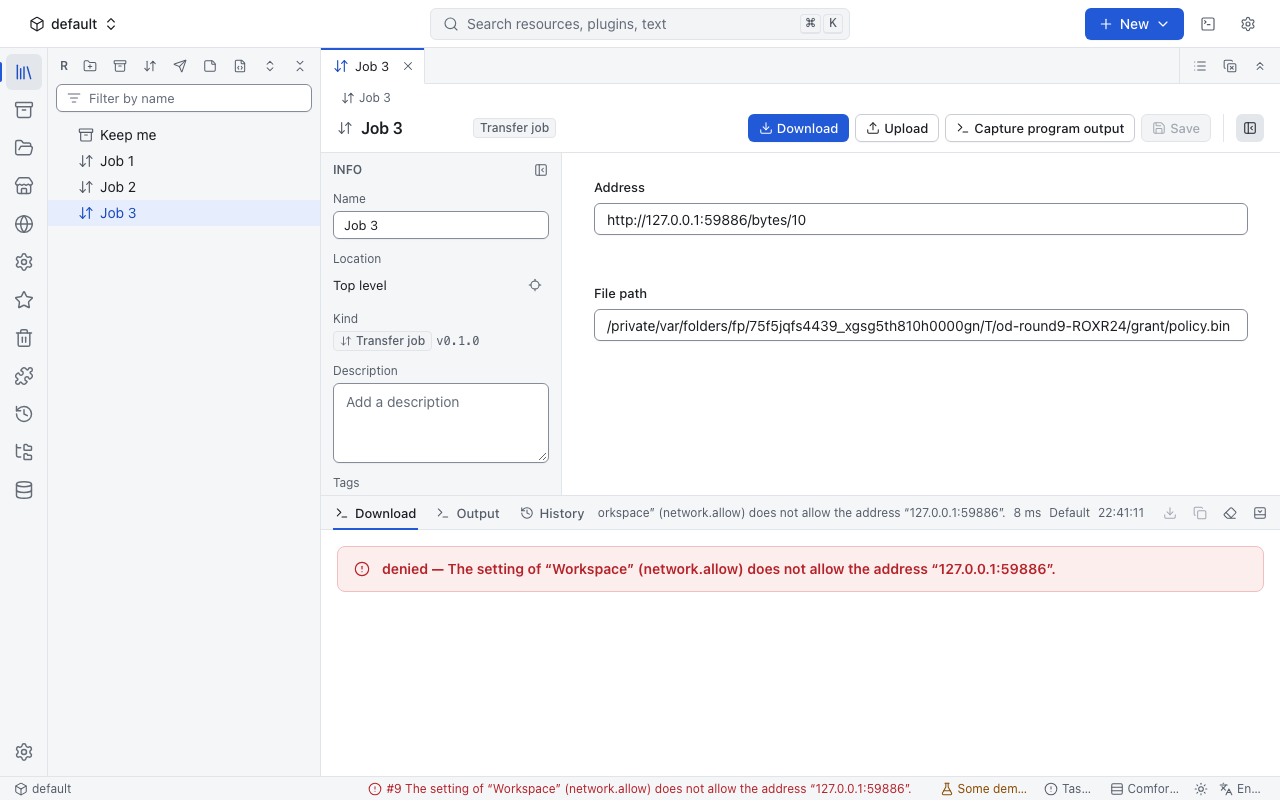 default
Search resources, plugins, text
⌘ K
New
R
Job 3
Filter by name
Job 3
Keep me
Job 1
Job 2
Job 3
Job 3
Transfer job
Download
Upload
Capture program output
Save
INFO
Name
Job 3
Location
Top level
Kind
Transfer job v0.1.0
Description
Add a description
Tags
Address
http://127.0.0.1:59886/bytes/10
File path
/private/var/folders/fp/75f5jqfs4439_xgsg5th810h0000gn/T/od-round9-ROXR24/grant/policy.bin
Download
Output
History
orkspace” (network.allow) does not allow the address “127.0.0.1:59886”. 8 ms Default 22:41:11
denied — The setting of “Workspace” (network.allow) does not allow the address “127.0.0.1:59886”.
default
#9 The setting of “Workspace” (network.allow) does not allow the address “127.0.0.1:59886”.
Some dem...
Tas...
Comfor...
En...